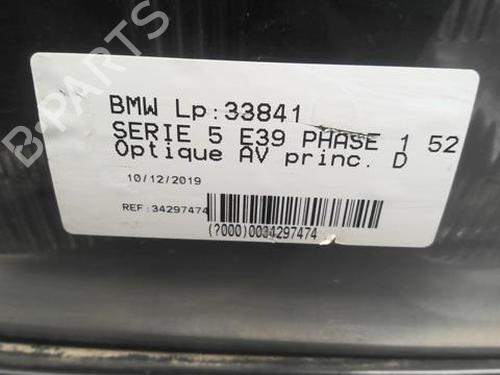 B-PARTS
BMW Lp:33841
SERIE 5 E39 PHASE 1 52
Optique AV princ. D
10/12/2019
REF:34297474
(?000)0034297474